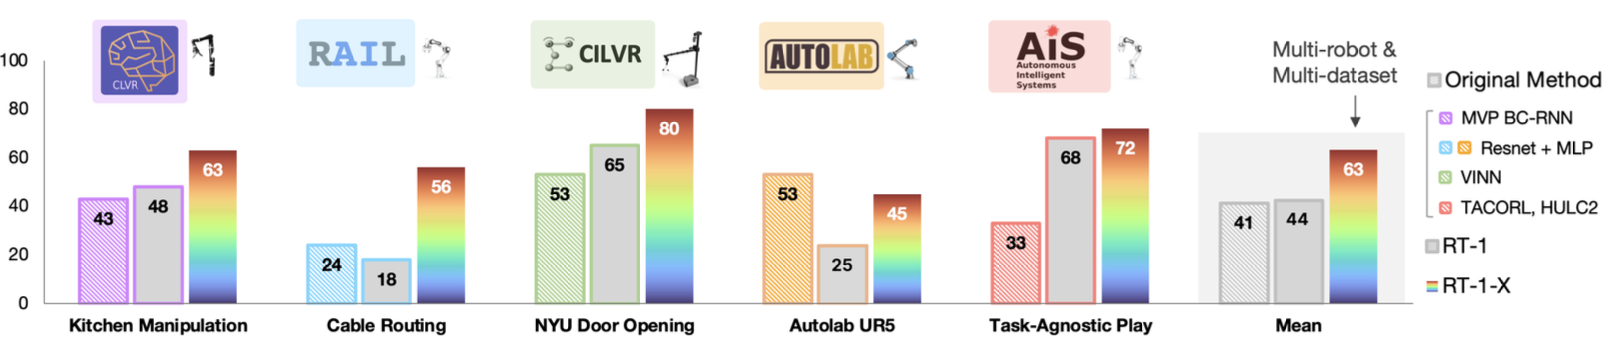 CLVR
RAIL
CILVR
AUTOLAB
AiS
Autonomous
Intelligent
Systems
Multi-robot &
Multi-dataset
100
80
60
40
20
0
43
48
63
24
18
56
53
65
80
53
25
45
33
68
72
41
44
63
Kitchen Manipulation
Cable Routing
NYU Door Opening
Autolab UR5
Task-Agnostic Play
Mean
Original Method
MVP BC-RNN
Resnet + MLP
VINN
TACORL, HULC2
RT-1
RT-1-X